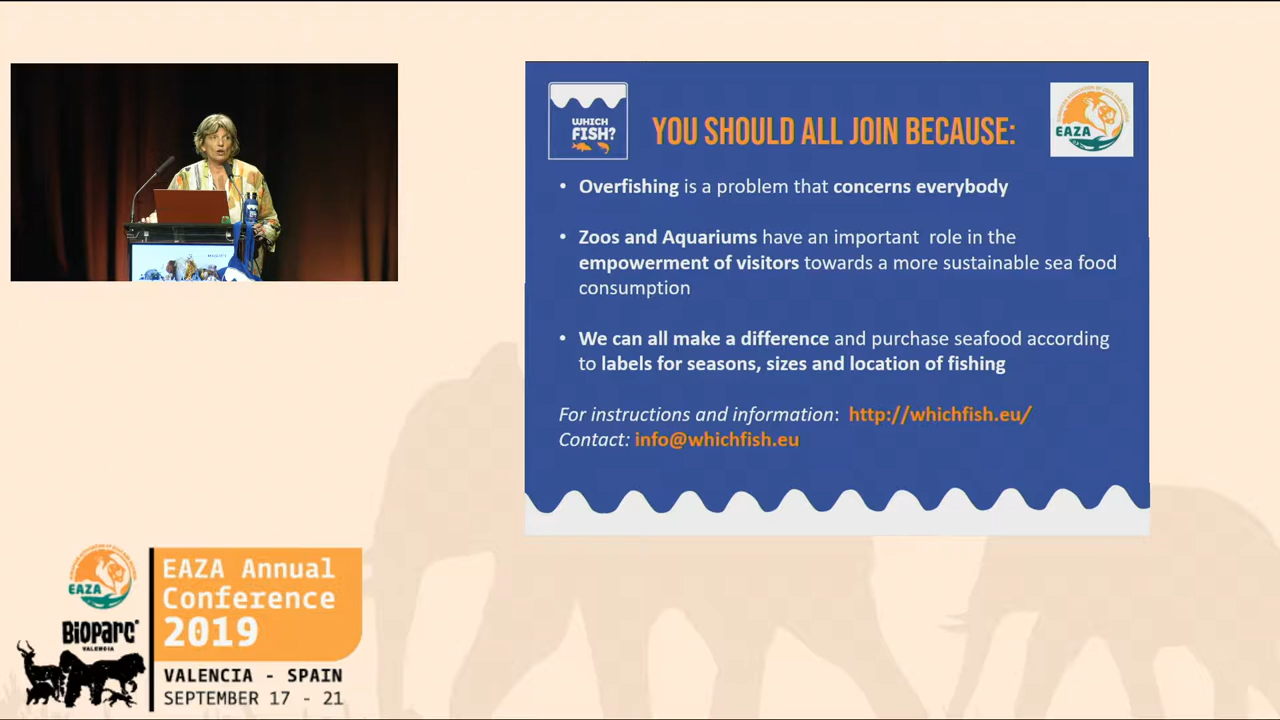 WHICH
FISH?
YOU SHOULD ALL JOIN BECAUSE:
EAZA
• Overfishing is a problem that concerns everybody
• Zoos and Aquariums have an important role in the
empowerment of visitors towards a more sustainable sea food
consumption
• We can all make a difference and purchase seafood according
to labels for seasons, sizes and location of fishing
For instructions and information: http://whichfish.eu/
Contact: info@whichfish.eu
EAZA
BIOPARC
VALENCIA
EAZA Annual
Conference
2019
VALENCIA - SPAIN
SEPTEMBER 17 - 21